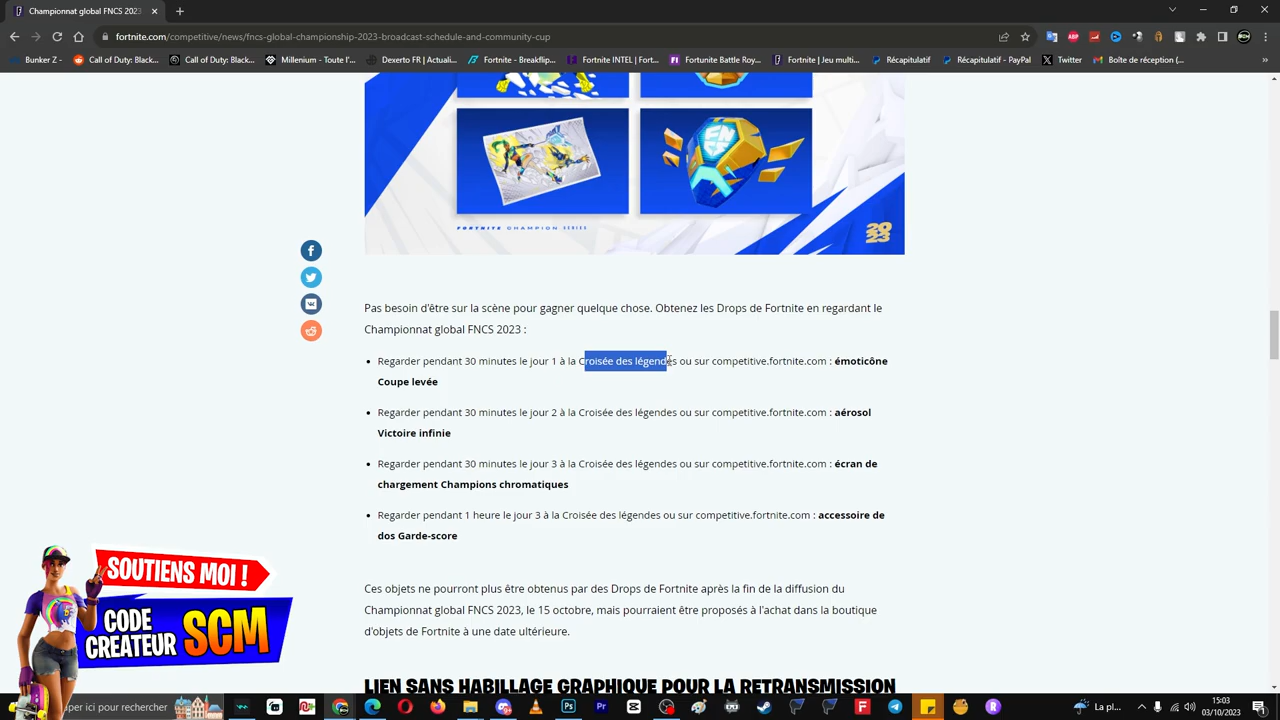 Championnat global FNCS 2023
fortnite.com/competitive/news/fncs-global-championship-2023-broadcast-schedule-and-community-cup
Bunker Z -
Call of Duty: Black...
Call of Duty: Black...
Millenium - Toute l'...
Dexerto FR | Actuali...
Fortnite - Breakflip...
Fortnite INTEL | Fort...
Fortunite Battle Roy...
Fortnite | Jeu multi...
Récapitulatif
Récapitulatif - PayPal
Twitter
Boîte de réception (...
FORTNITE CHAMPION SERIES
20
23
Pas besoin d'être sur la scène pour gagner quelque chose. Obtenez les Drops de Fortnite en regardant le
Championnat global FNCS 2023 :
Regarder pendant 30 minutes le jour 1 à la Croisée des légendes ou sur competitive.fortnite.com : émoticône
Coupe levée
Regarder pendant 30 minutes le jour 2 à la Croisée des légendes ou sur competitive.fortnite.com : aérosol
Victoire infinie
Regarder pendant 30 minutes le jour 3 à la Croisée des légendes ou sur competitive.fortnite.com : écran de
chargement Champions chromatiques
Regarder pendant 1 heure le jour 3 à la Croisée des légendes ou sur competitive.fortnite.com : accessoire de
dos Garde-score
Ces objets ne pourront plus être obtenus par des Drops de Fortnite après la fin de la diffusion du
Championnat global FNCS 2023, le 15 octobre, mais pourraient être proposés à l'achat dans la boutique
d'objets de Fortnite à une date ultérieure.
LIEN SANS HABILLAGE GRAPHIQUE POUR LA RETRANSMISSION
SOUTIENS MOI !
CODE
CREATEUR SCM
aper ici pour rechercher
La pl...
15:03
03/10/2023